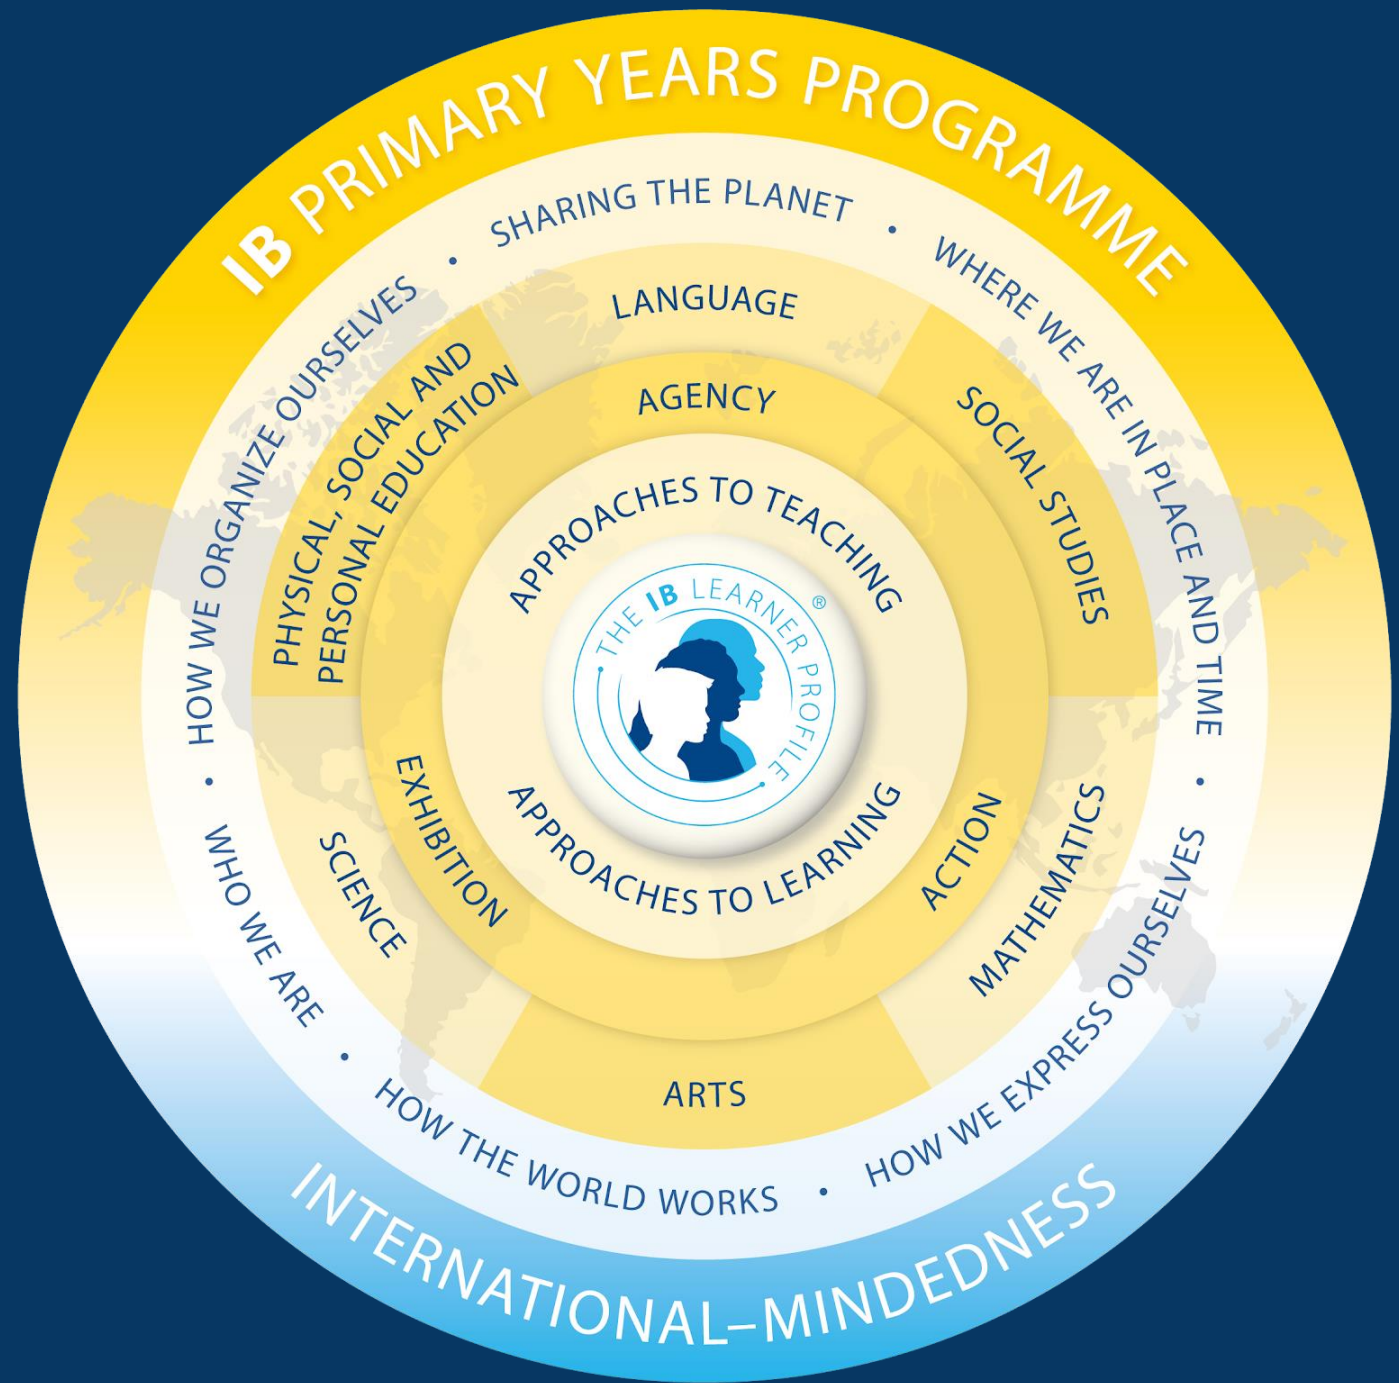 IB PRIMARY YEARS PROGRAMME
SHARING THE PLANET
•
WHERE WE ARE IN PLACE AND TIME
•
HOW WE EXPRESS OURSELVES
•
HOW THE WORLD WORKS
•
WHO WE ARE
•
HOW WE ORGANIZE OURSELVES
•
LANGUAGE
SOCIAL STUDIES
MATHEMATICS
ARTS
SCIENCE
PHYSICAL, SOCIAL AND
PERSONAL EDUCATION
AGENCY
ACTION
EXHIBITION
APPROACHES TO TEACHING
THE IB LEARNER PROFILE ®
APPROACHES TO LEARNING
INTERNATIONAL–MINDEDNESS